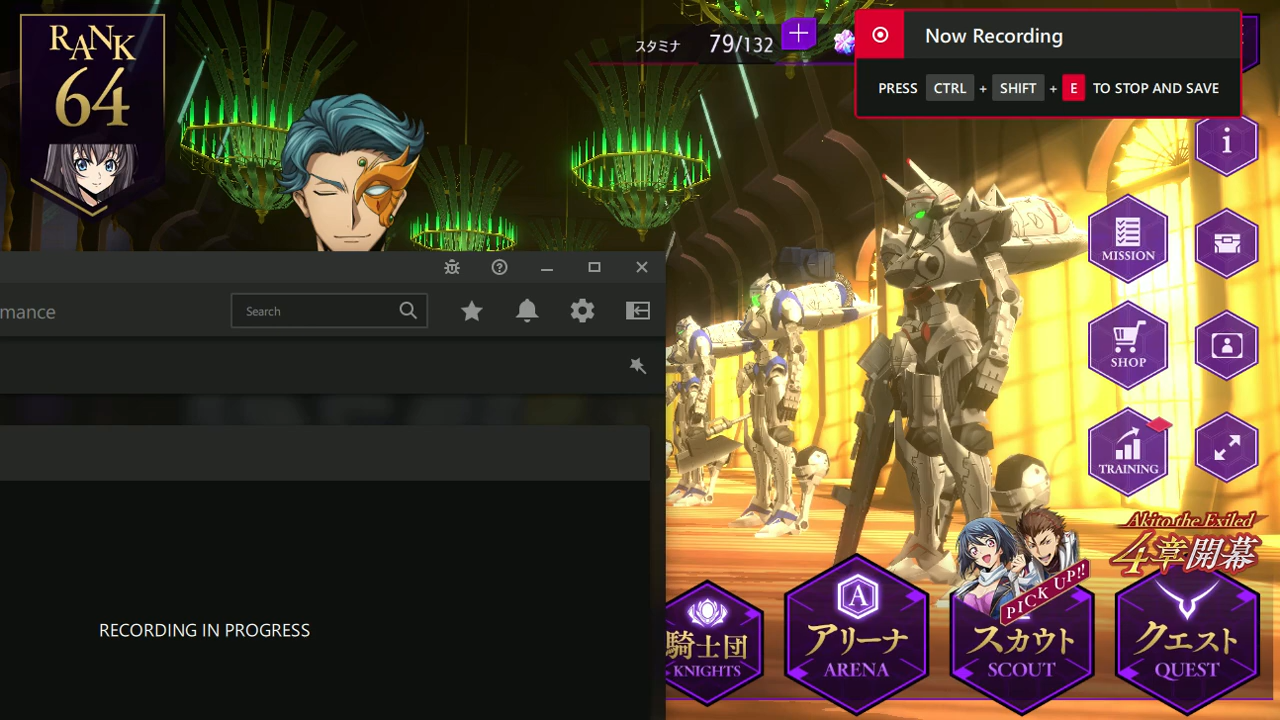 RANK
64
スタミナ 79/132
Now Recording
PRESS CTRL + SHIFT + E TO STOP AND SAVE
mance
Search
MISSION
SHOP
TRAINING
RECORDING IN PROGRESS
Akito the Exiled
4章開幕
PICK UP!!
騎士団
KNIGHTS
A
アリーナ
ARENA
スカウト
SCOUT
クエスト
QUEST